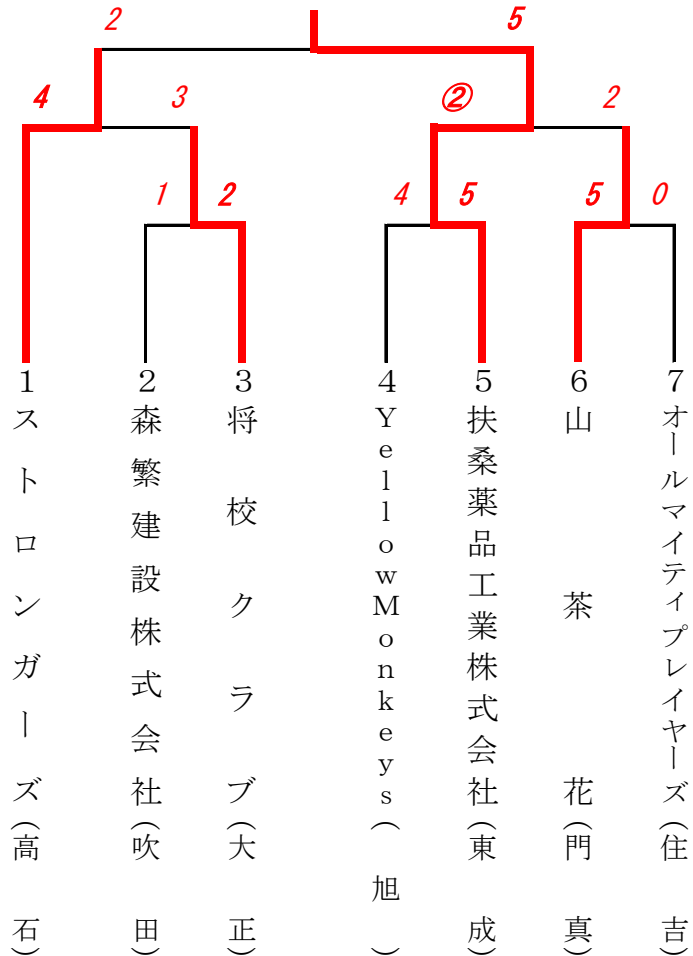 2 5
4 3 ② 2
1 2 4 5 5 0
1 2 3 4 5 6 7
ストロンガーズ(高石)
森繁建設株式会社(吹田)
将校クラブ(大正)
YellowMonkeys(旭)
扶桑薬品工業株式会社(東成)
山茶花(門真)
オールマイティプレイヤーズ(住吉)